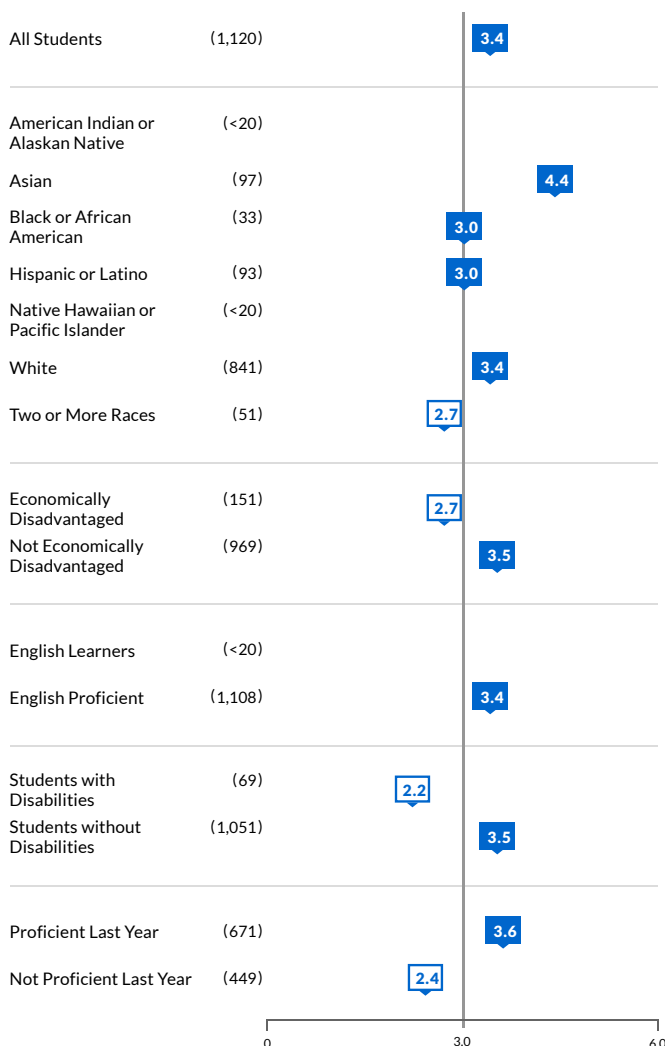 All Students (1,120) 3.4
American Indian or (<20)
Alaskan Native
Asian (97) 4.4
Black or African (33) 3.0
American
Hispanic or Latino (93) 3.0
Native Hawaiian or (<20)
Pacific Islander
White (841) 3.4
Two or More Races (51) 2.7
Economically (151) 2.7
Disadvantaged
Not Economically (969) 3.5
Disadvantaged
English Learners (<20)
English Proficient (1,108) 3.4
Students with (69) 2.2
Disabilities
Students without (1,051) 3.5
Disabilities
Proficient Last Year (671) 3.6
Not Proficient Last Year (449) 2.4
0 3.0 6.0